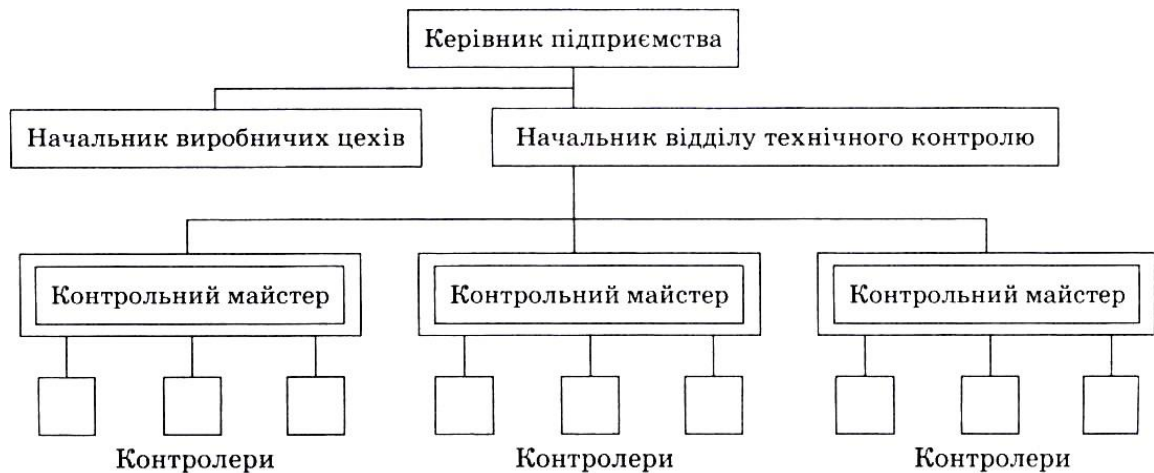 Керівник підприємства
Начальник виробничих цехів
Начальник відділу технічного контролю
Контрольний майстер
Контрольний майстер
Контрольний майстер
Контролери
Контролери
Контролери